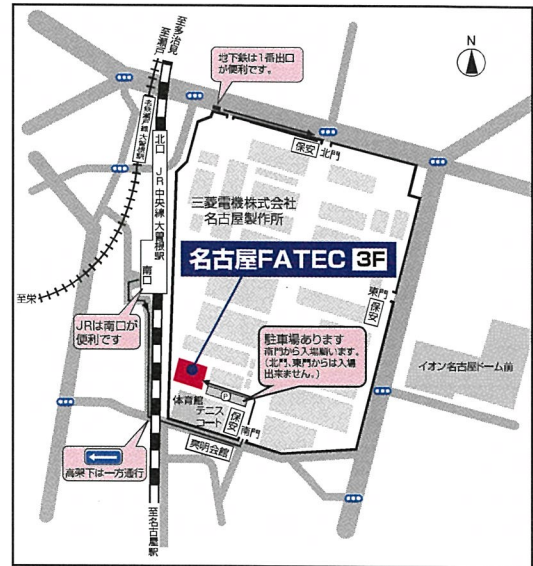 至多治見
至瀬戸
N
地下鉄は1番出口
が便利です。
名鉄瀬戸線 大曽根駅
北口
JR中央線 大曽根駅
南口
保安
北門
三菱電機株式会社
名古屋製作所
名古屋FATEC 3F
至栄
JRは南口が
便利です
東門
保安
駐車場あります
南門から入場願います。
(北門、東門からは入場
出来ません。)
イオン名古屋ドーム前
P
体育館
テニス
コート
保安
南門
高架下は一方通行
至名古屋駅